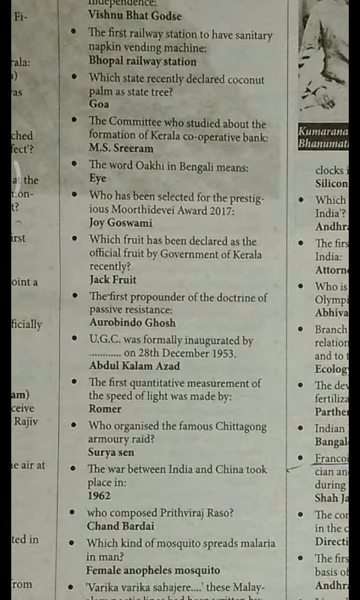 Independence:
Vishnu Bhat Godse
• The first railway station to have sanitary
napkin vending machine:
Bhopal railway station
• Which state recently declared coconut
palm as state tree?
Goa
• The Committee who studied about the
formation of Kerala co-operative bank:
M.S. Sreeram
• The word Oakhi in Bengali means:
Eye
• Who has been selected for the prestig-
ious Moorthidevei Award 2017:
Joy Goswami
• Which fruit has been declared as the
official fruit by Government of Kerala
recently?
Jack Fruit
• The first propounder of the doctrine of
passive resistance:
Aurobindo Ghosh
• U.G.C. was formally inaugurated by
............ on 28th December 1953.
Abdul Kalam Azad
• The first quantitative measurement of
the speed of light was made by:
Romer
• Who organised the famous Chittagong
armoury raid?
Surya sen
• The war between India and China took
place in:
1962
• who composed Prithviraj Raso?
Chand Bardai
• Which kind of mosquito spreads malaria
in man?
Female anopheles mosquito
• 'Varika varika sahajere....' these Malay-
Fi-
rala:
as
ched
fect'?
at the
on-
t?
irst
oint a
ficially
am)
ceive
Rajiv
e air at
ted in
rom
Kumarana
Bhanumati
clocks i
Silicon
• Which
India'?
Andhra
• The firs
India:
Attorne
• Who is
Olympi
Abhiva
• Branch
relation
and to t
Ecology
• The dev
fertiliza
Parthen
• Indian
Bangal
• Francoi
cian an
during
Shah Ja
• The cor
in the c
Directi
• The firs
basis of
Andhra